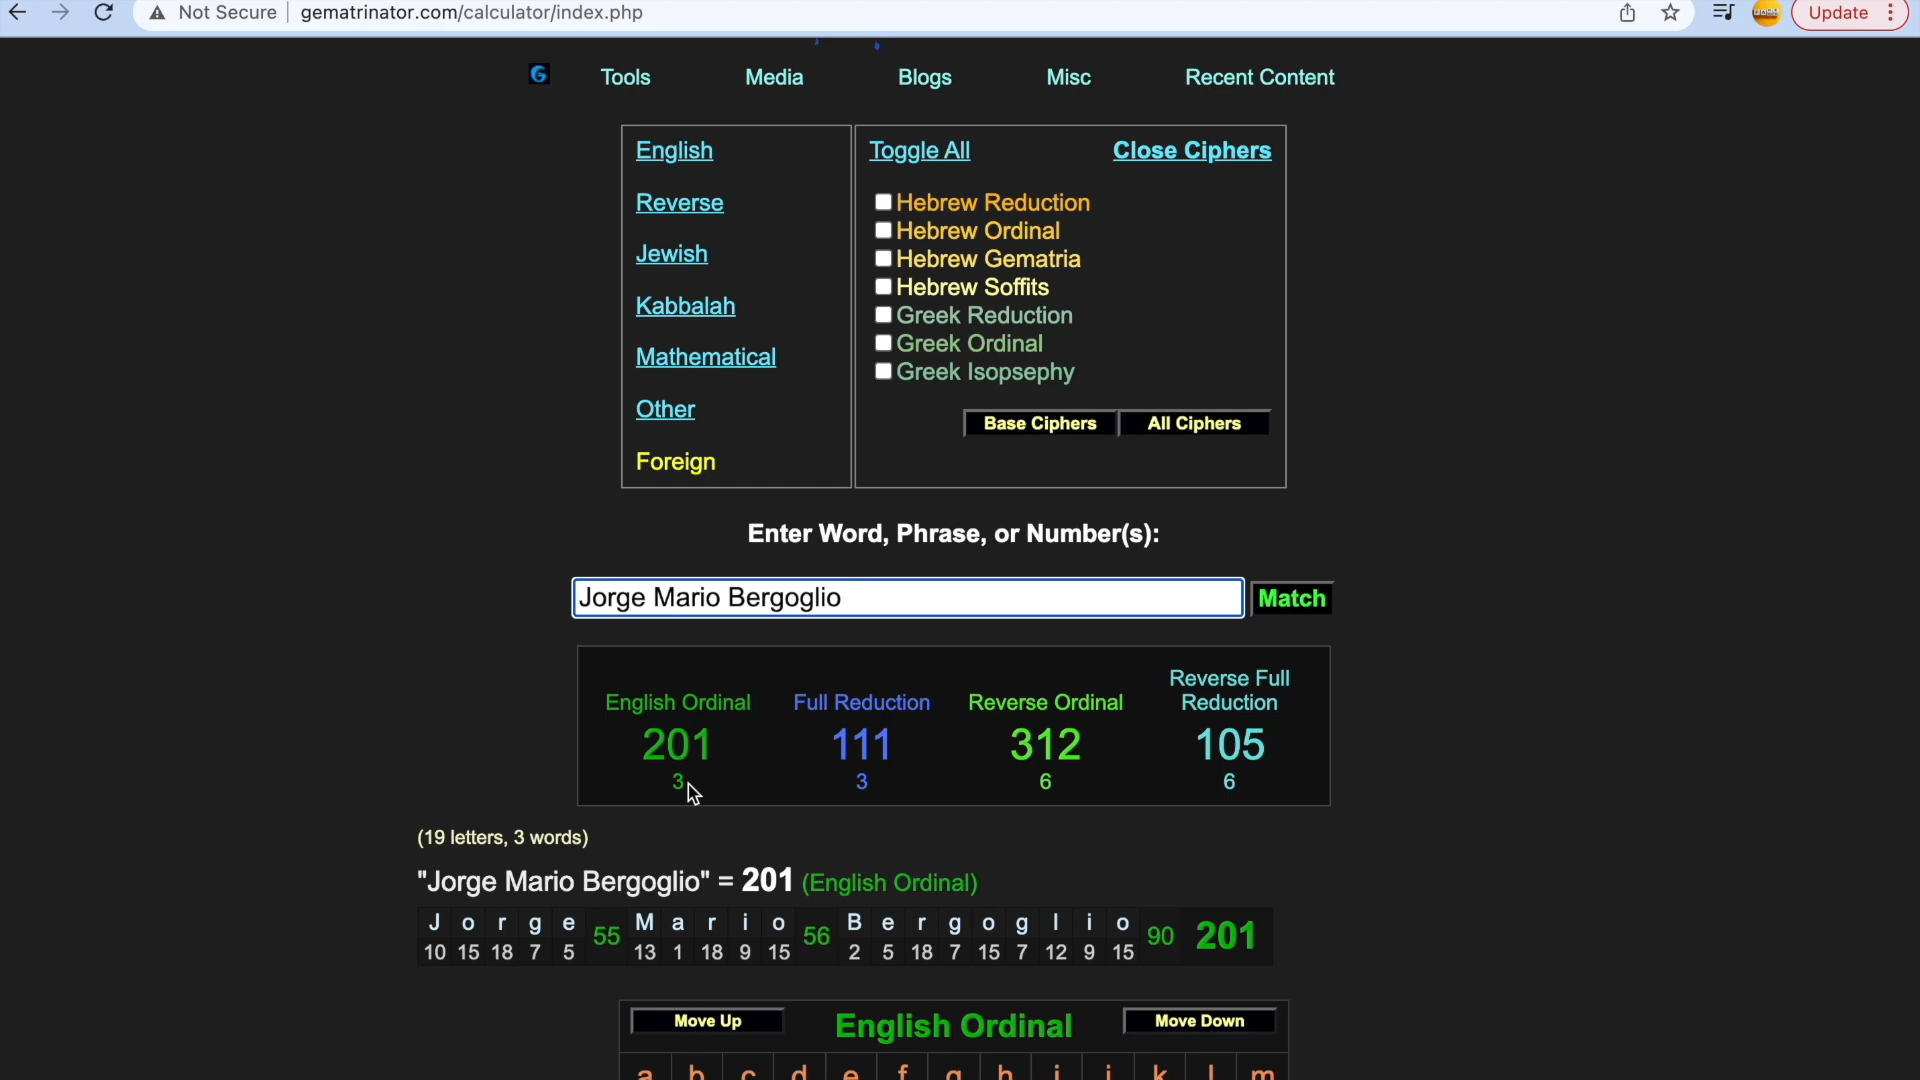 Not Secure gematrinator.com/calculator/index.php Update
G Tools Media Blogs Misc Recent Content
English
Reverse
Jewish
Kabbalah
Mathematical
Other
Foreign
Toggle All Close Ciphers
Hebrew Reduction
Hebrew Ordinal
Hebrew Gematria
Hebrew Soffits
Greek Reduction
Greek Ordinal
Greek Isopsephy
Base Ciphers All Ciphers
Enter Word, Phrase, or Number(s):
Jorge Mario Bergoglio Match
English Ordinal Full Reduction Reverse Ordinal Reverse Full Reduction
201 111 312 105
3 3 6 6
(19 letters, 3 words)
"Jorge Mario Bergoglio" = 201 (English Ordinal)
J o r g e 55 M a r i o 56 B e r g o g l i o 90 201
10 15 18 7 5 13 1 18 9 15 2 5 18 7 15 7 12 9 15
Move Up English Ordinal Move Down
a b c d e f g h i j k l m